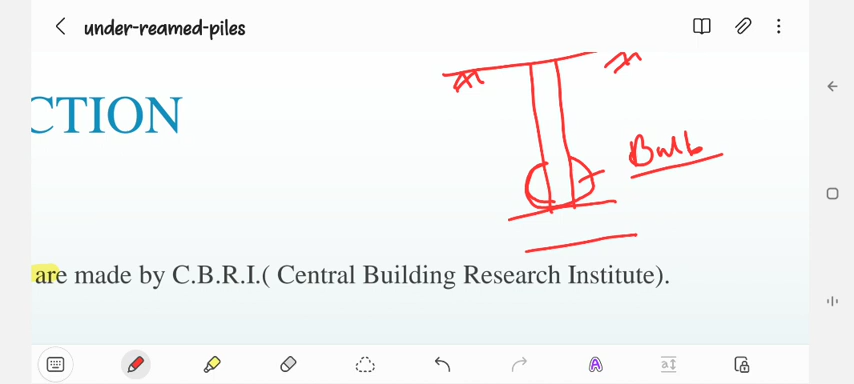 under-reamed-piles
CTION
Bulb
are made by C.B.R.I.( Central Building Research Institute).